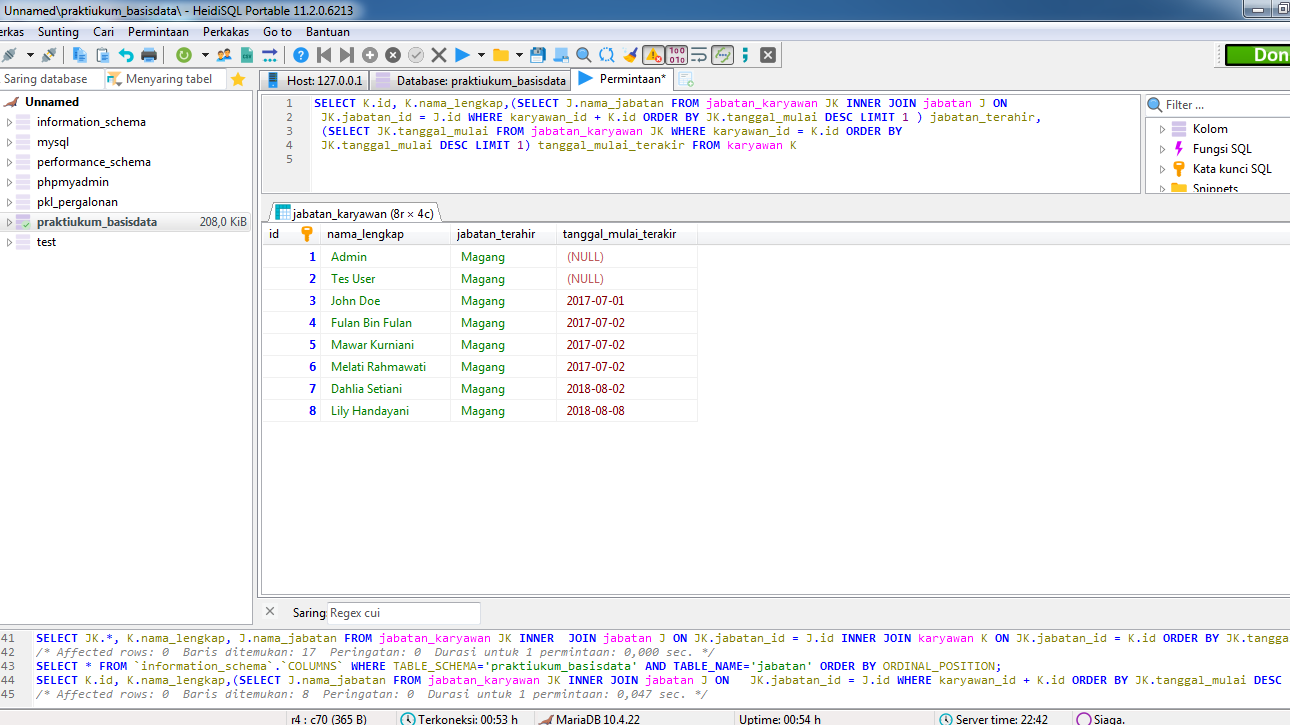 Unnamed\praktiukum_basisdata\ - HeidiSQL Portable 11.2.0.6213
erkas Sunting Cari Permintaan Perkakas Go to Bantuan
Don
Saring database Menyaring tabel
Host: 127.0.0.1 Database: praktiukum_basisdata Permintaan*
Unnamed
information_schema
mysql
performance_schema
phpmyadmin
pkl_pergalonan
praktiukum_basisdata 208,0 KiB
test
1 SELECT K.id, K.nama_lengkap,(SELECT J.nama_jabatan FROM jabatan_karyawan JK INNER JOIN jabatan J ON
2 JK.jabatan_id = J.id WHERE karyawan_id + K.id ORDER BY JK.tanggal_mulai DESC LIMIT 1 ) jabatan_terahir,
3 (SELECT JK.tanggal_mulai FROM jabatan_karyawan JK WHERE karyawan_id = K.id ORDER BY
4 JK.tanggal_mulai DESC LIMIT 1) tanggal_mulai_terakir FROM karyawan K
5
Filter ...
Kolom
Fungsi SQL
Kata kunci SQL
Snippets
jabatan_karyawan (8r × 4c)
id nama_lengkap jabatan_terahir tanggal_mulai_terakir
1 Admin Magang (NULL)
2 Tes User Magang (NULL)
3 John Doe Magang 2017-07-01
4 Fulan Bin Fulan Magang 2017-07-02
5 Mawar Kurniani Magang 2017-07-02
6 Melati Rahmawati Magang 2017-07-02
7 Dahlia Setiani Magang 2018-08-02
8 Lily Handayani Magang 2018-08-08
Saring Regex cui
41 SELECT JK.*, K.nama_lengkap, J.nama_jabatan FROM jabatan_karyawan JK INNER JOIN jabatan J ON JK.jabatan_id = J.id INNER JOIN karyawan K ON JK.jabatan_id = K.id ORDER BY JK.tangga
42 /* Affected rows: 0 Baris ditemukan: 17 Peringatan: 0 Durasi untuk 1 permintaan: 0,000 sec. */
43 SELECT * FROM `information_schema`.`COLUMNS` WHERE TABLE_SCHEMA='praktiukum_basisdata' AND TABLE_NAME='jabatan' ORDER BY ORDINAL_POSITION;
44 SELECT K.id, K.nama_lengkap,(SELECT J.nama_jabatan FROM jabatan_karyawan JK INNER JOIN jabatan J ON JK.jabatan_id = J.id WHERE karyawan_id + K.id ORDER BY JK.tanggal_mulai DESC
45 /* Affected rows: 0 Baris ditemukan: 8 Peringatan: 0 Durasi untuk 1 permintaan: 0,047 sec. */
r4 : c70 (365 B) Terkoneksi: 00:53 h MariaDB 10.4.22 Uptime: 00:54 h Server time: 22:42 Siaga.